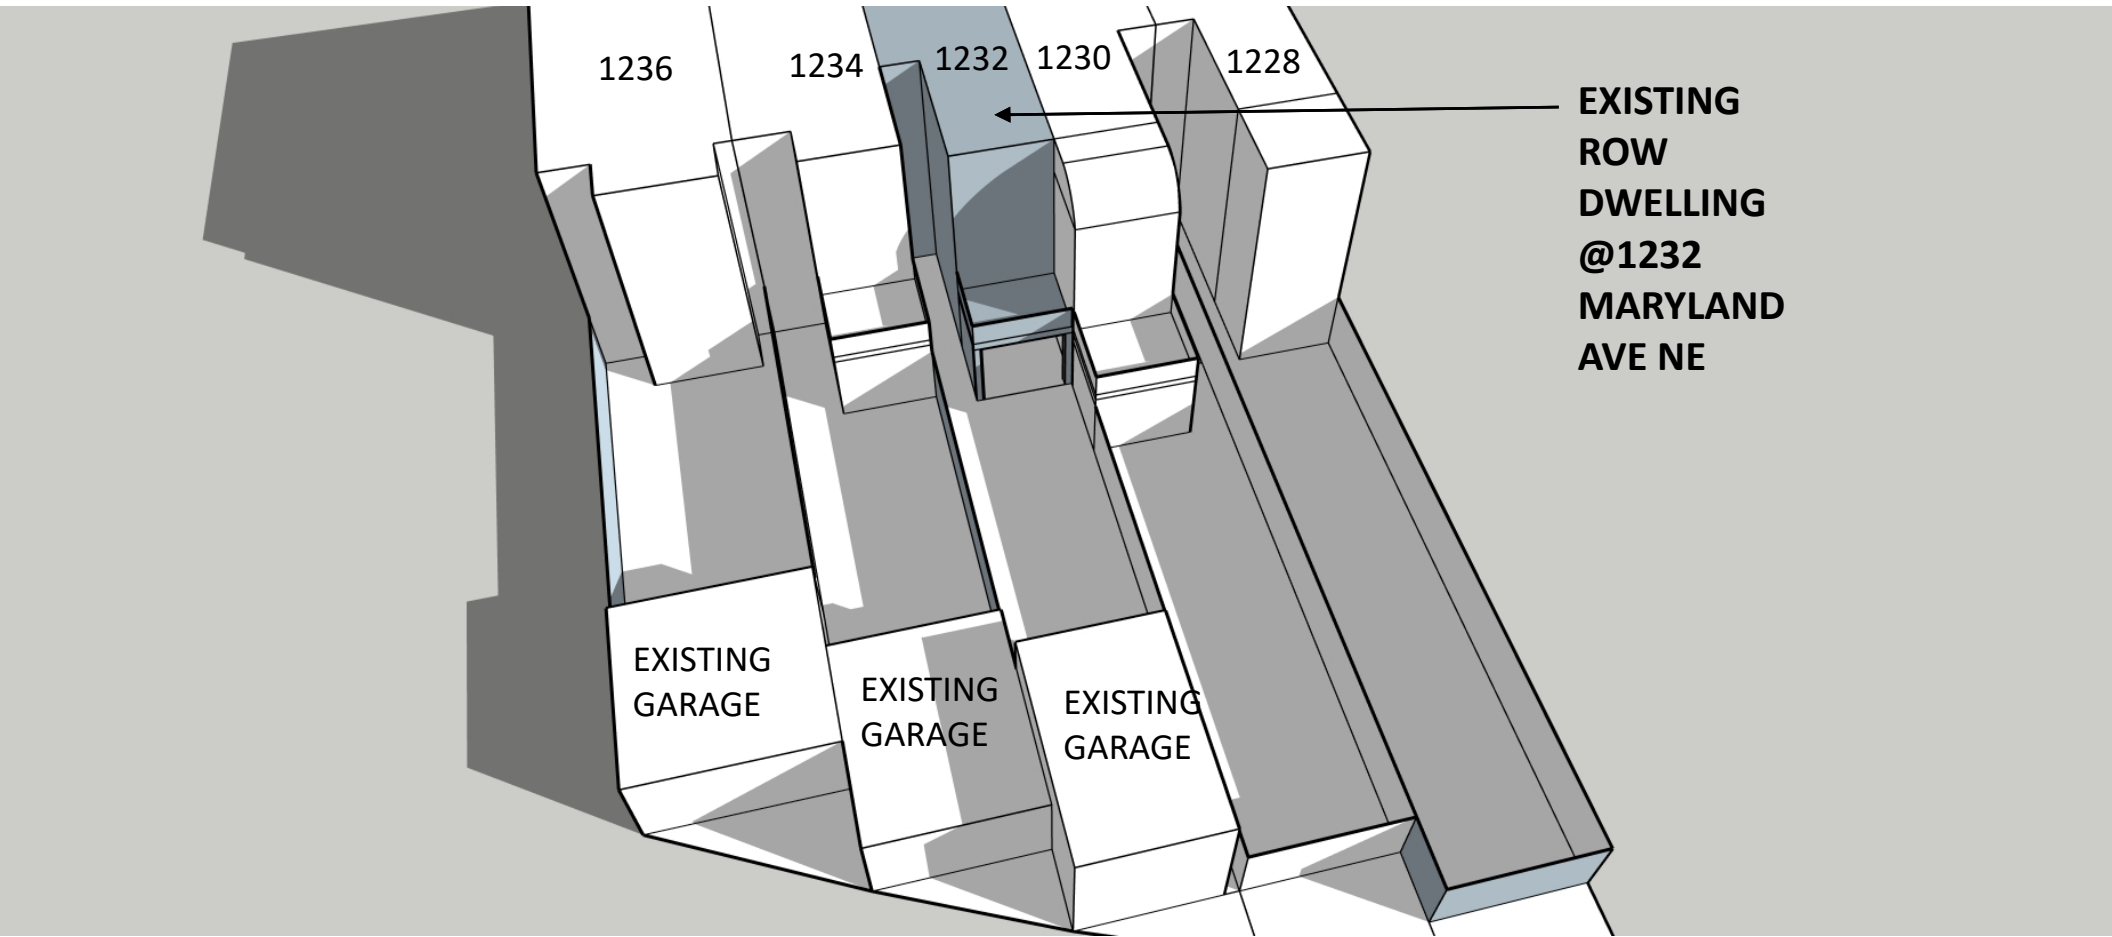 1236
1234
1232
1230
1228
EXISTING
ROW
DWELLING
@1232
MARYLAND
AVE NE
EXISTING
GARAGE
EXISTING
GARAGE
EXISTING
GARAGE